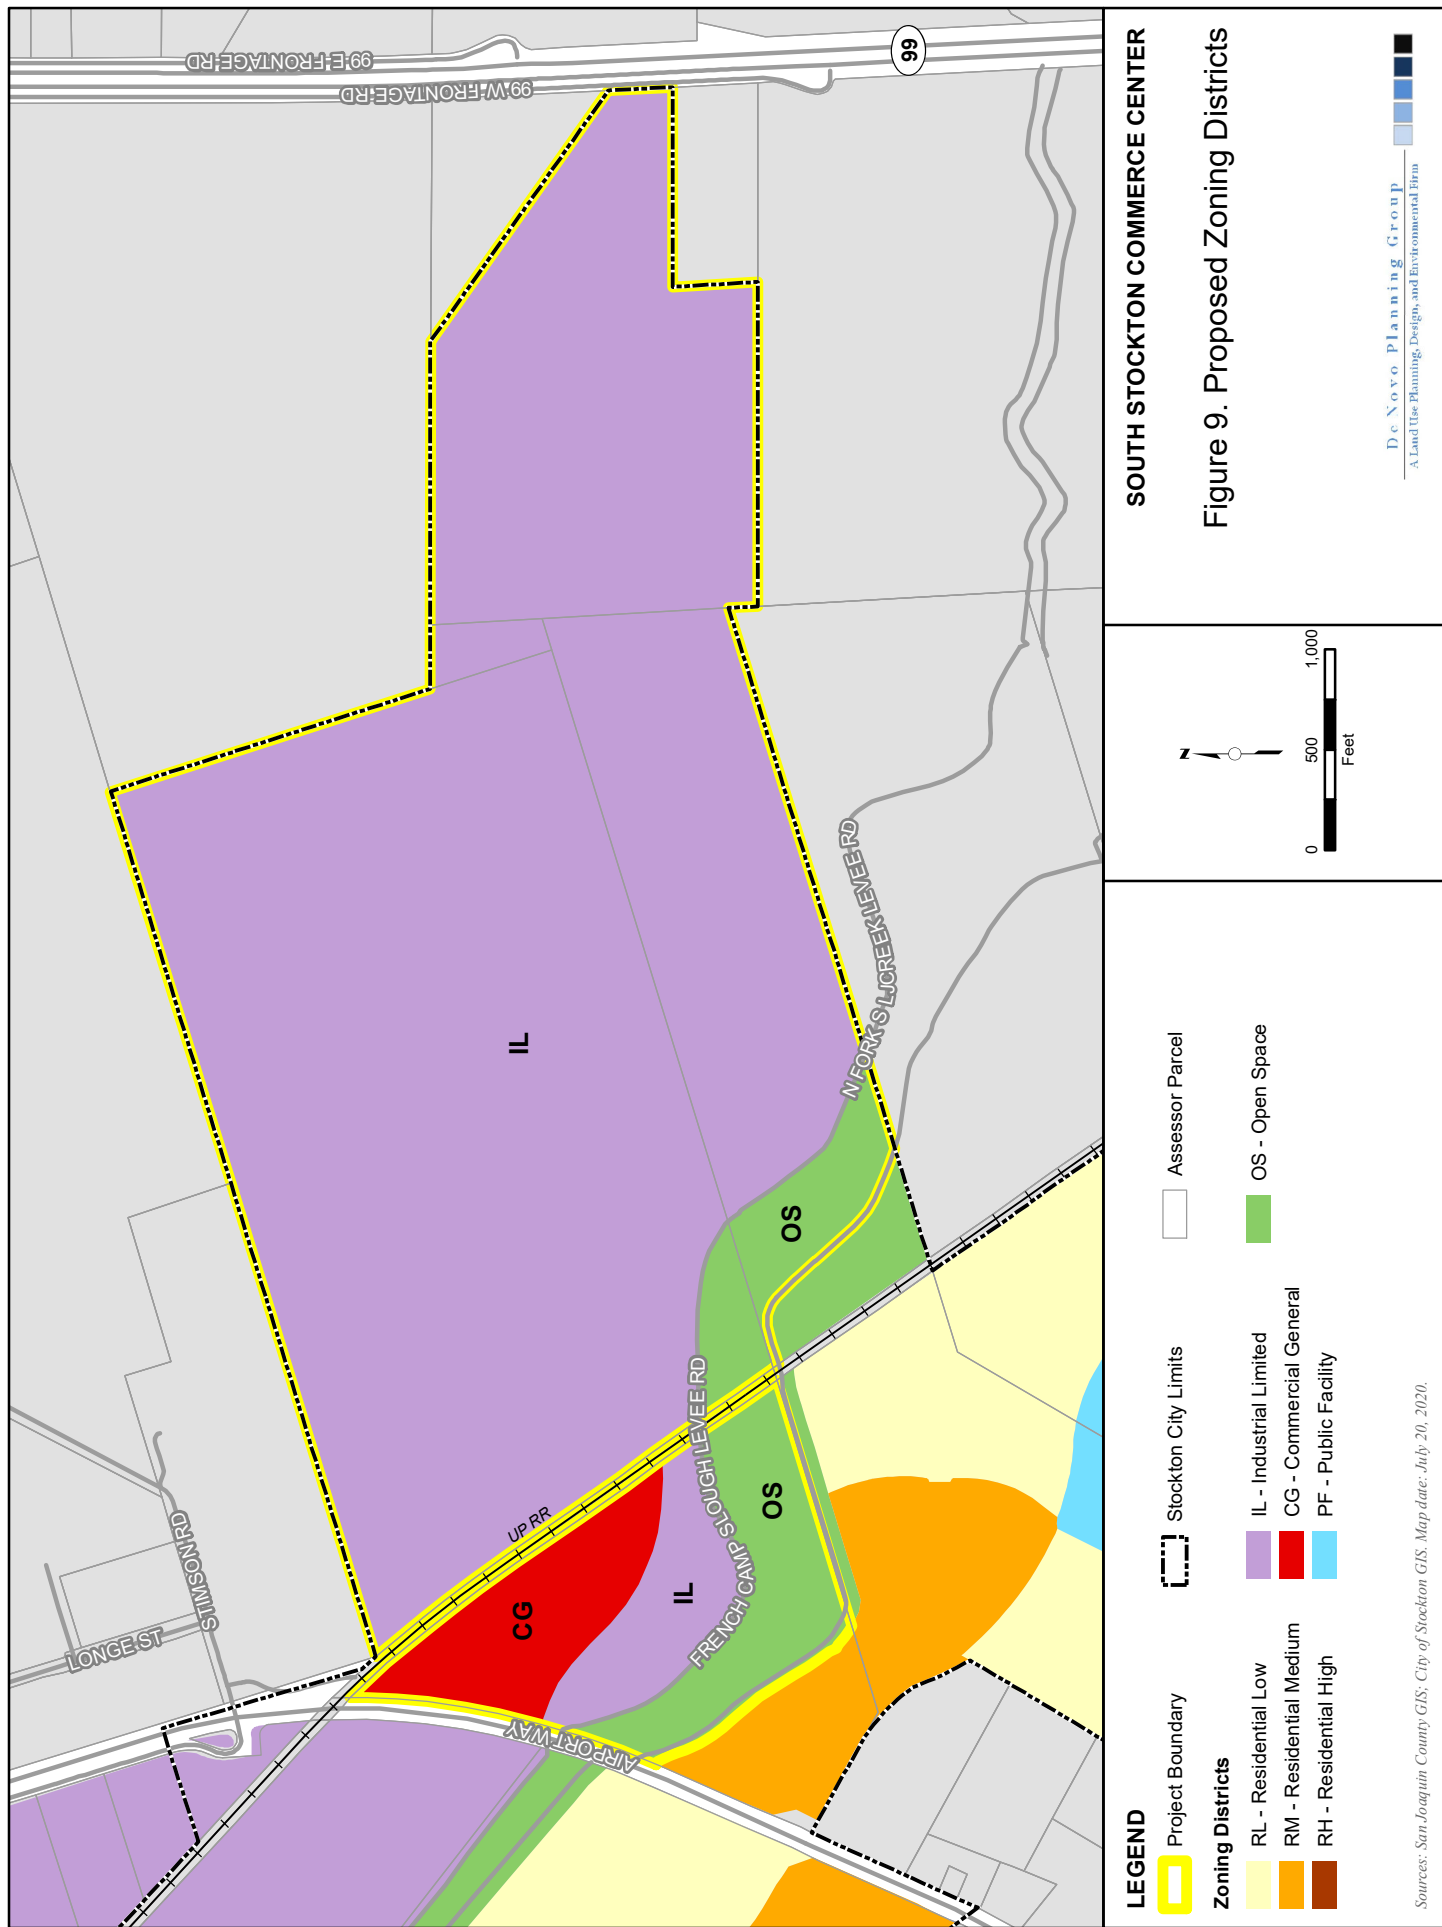 99 E FRONTAGE RD
99 W FRONTAGE RD
99
STIMSON RD
LONGE ST
UP RR
AIRPORT WAY
IL
CG
IL
FRENCH CAMP SLOUGH LEVEE RD
OS
OS
N FORK S LJCREEK LEVEE RD
LEGEND
Project Boundary
Stockton City Limits
Assessor Parcel
Zoning Districts
RL - Residential Low
RM - Residential Medium
RH - Residential High
IL - Industrial Limited
CG - Commercial General
PF - Public Facility
OS - Open Space
Sources: San Joaquin County GIS; City of Stockton GIS. Map date: July 20, 2020.
N
0 500 1,000
Feet
SOUTH STOCKTON COMMERCE CENTER
Figure 9. Proposed Zoning Districts
De Novo Planning Group
A Land Use Planning, Design, and Environmental Firm